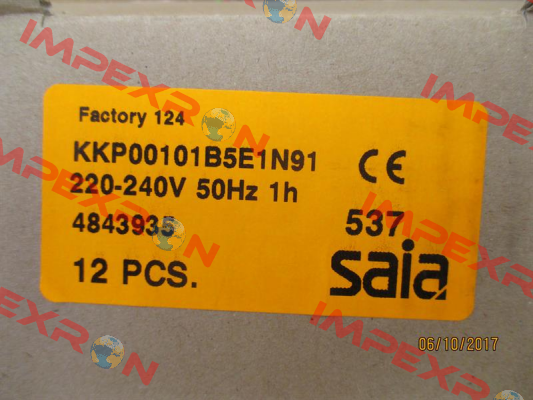 Factory 124
KKP00101B5E1N91
220-240V 50Hz 1h
4843935
12 PCS.
CE
537
saia
06/10/2017
IMPEXRON
IMPEXRON
IMPEXRON
IMPEXRON
IMPEXRON